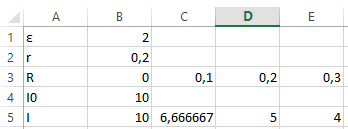 A B C D E
1 ε 2
2 r 0,2
3 R 0 0,1 0,2 0,3
4 I0 10
5 I 10 6,666667 5 4